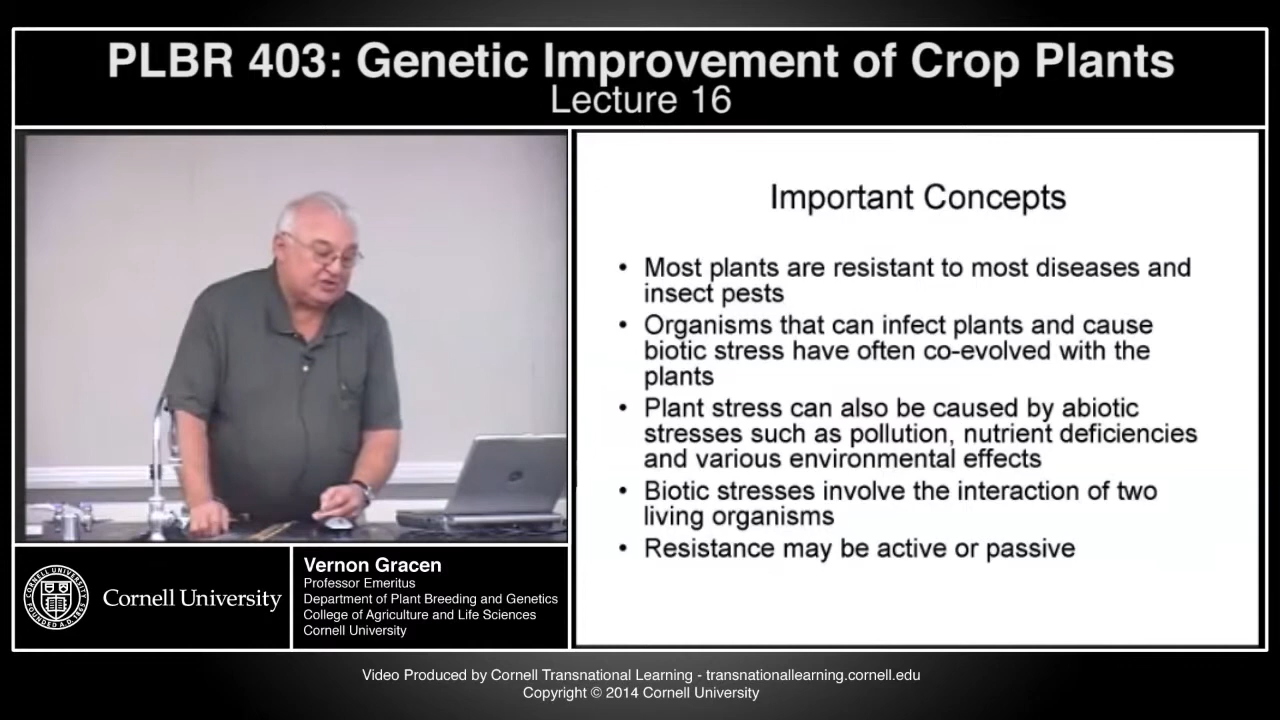 PLBR 403: Genetic Improvement of Crop Plants
Lecture 16
Important Concepts
• Most plants are resistant to most diseases and
insect pests
• Organisms that can infect plants and cause
biotic stress have often co-evolved with the
plants
• Plant stress can also be caused by abiotic
stresses such as pollution, nutrient deficiencies
and various environmental effects
• Biotic stresses involve the interaction of two
living organisms
• Resistance may be active or passive
Cornell University
Vernon Gracen
Professor Emeritus
Department of Plant Breeding and Genetics
College of Agriculture and Life Sciences
Cornell University
Video Produced by Cornell Transnational Learning - transnationallearning.cornell.edu
Copyright © 2014 Cornell University